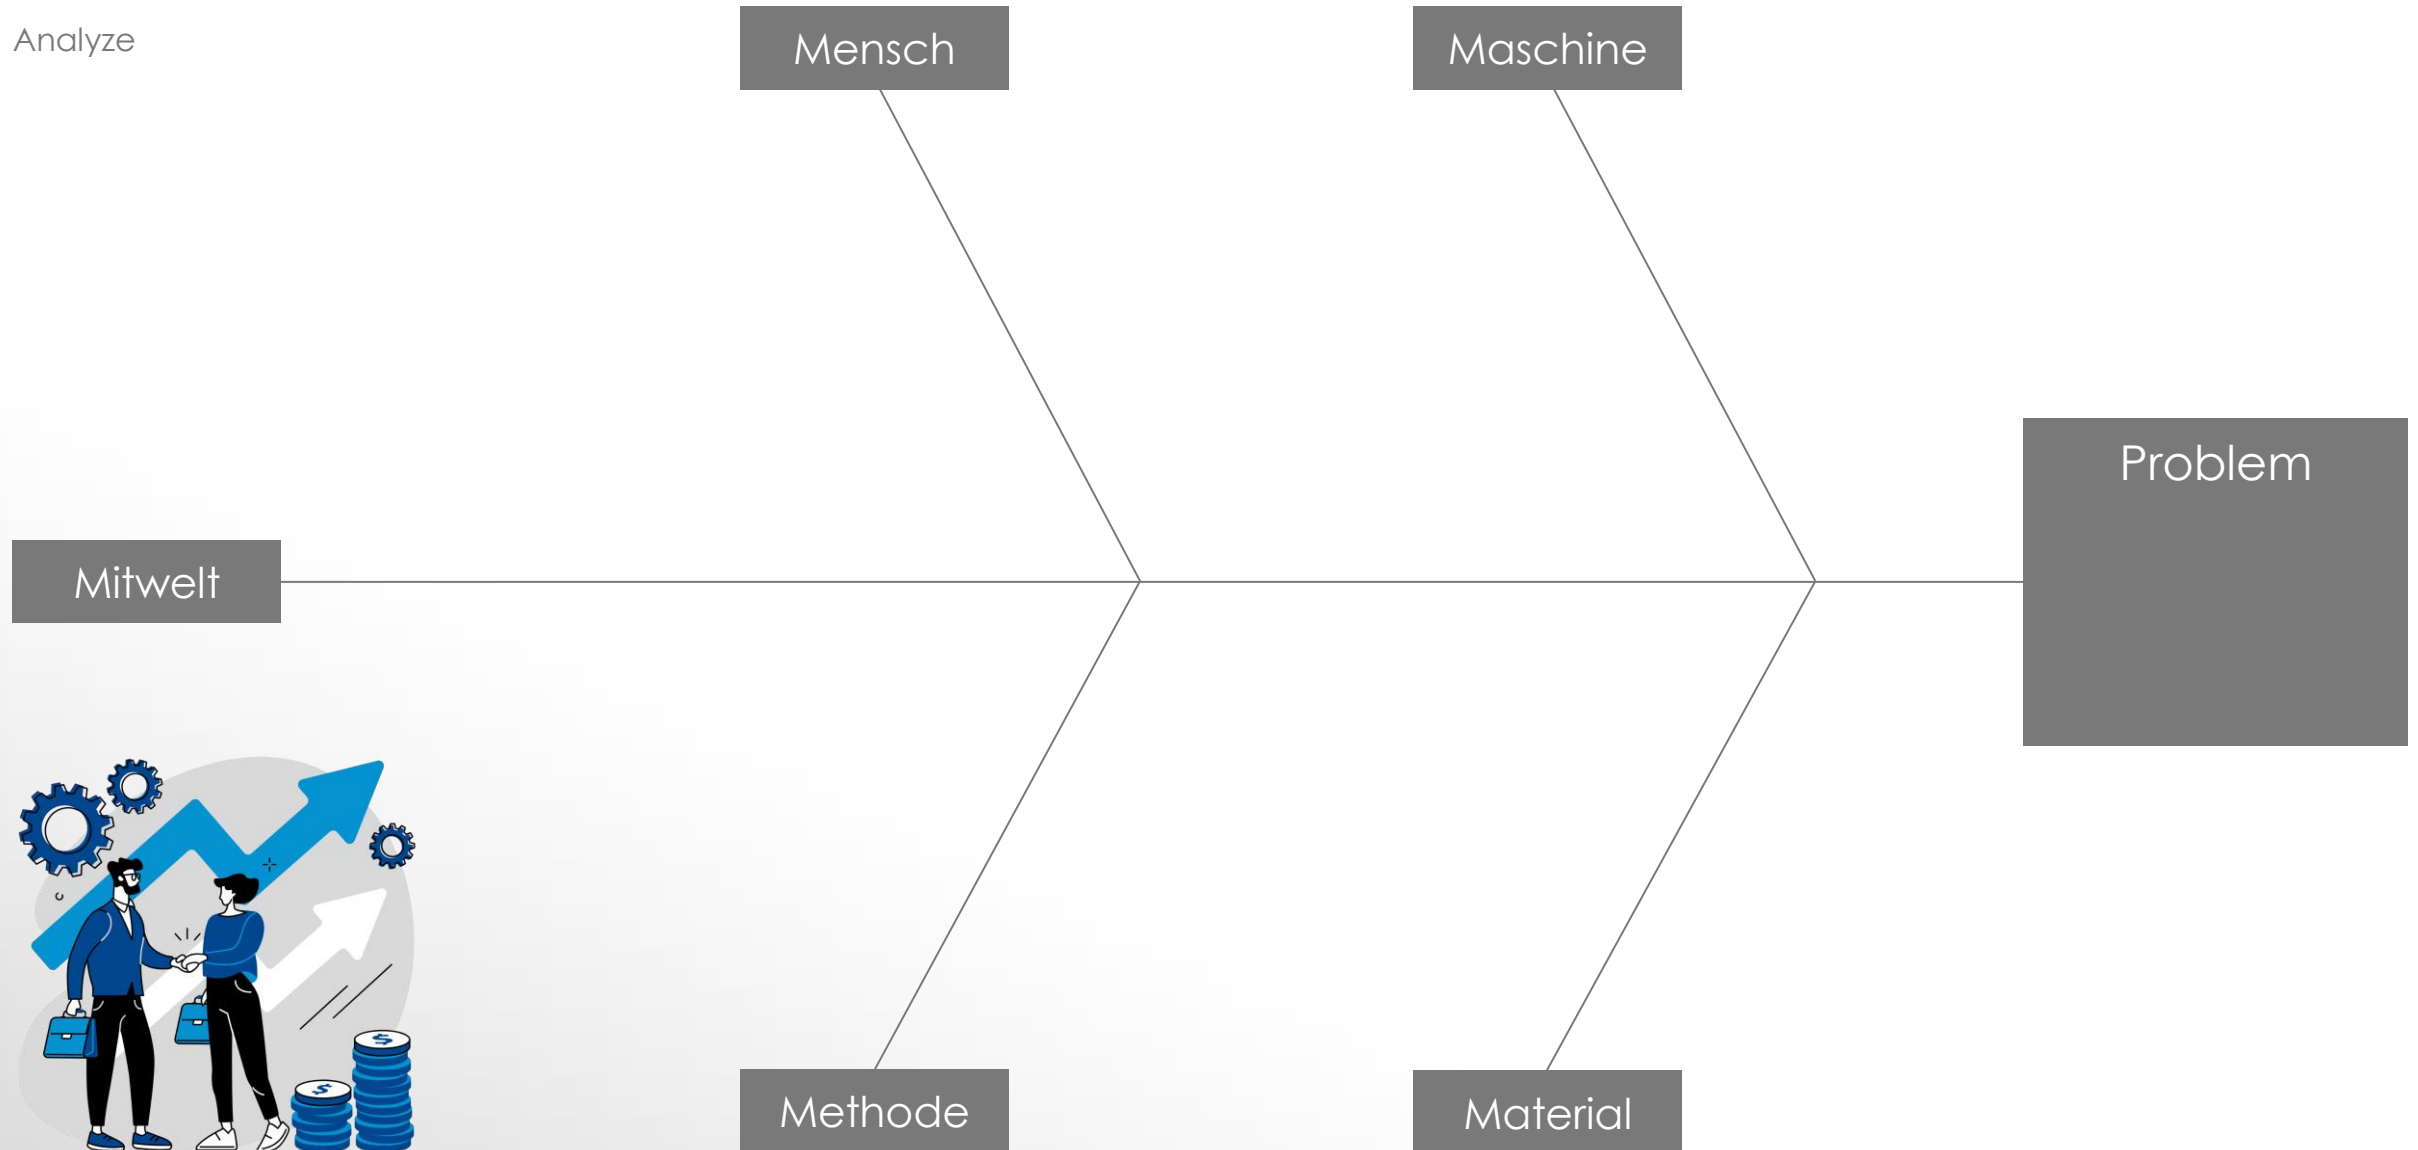 Analyze
Mensch
Maschine
Problem
Mitwelt
Methode
Material